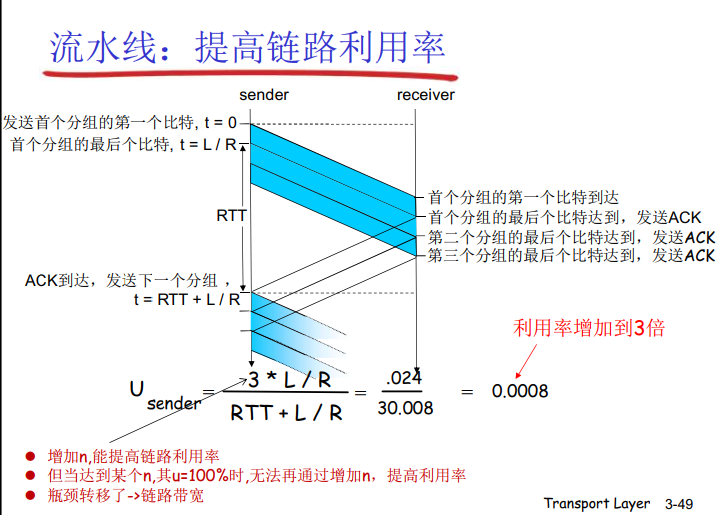 流水线：提高链路利用率
sender
receiver
发送首个分组的第一个比特, t = 0
首个分组的最后个比特, t = L / R
RTT
首个分组的第一个比特到达
首个分组的最后个比特达到，发送ACK
第二个分组的最后个比特达到，发送ACK
第三个分组的最后个比特达到，发送ACK
ACK到达，发送下一个分组 ，
t = RTT + L / R
利用率增加到3倍
U sender = 3 * L / R / RTT + L / R = .024 / 30.008 = 0.0008
增加n,能提高链路利用率
但当达到某个n,其u=100%时,无法再通过增加n，提高利用率
瓶颈转移了->链路带宽
Transport Layer 3-49